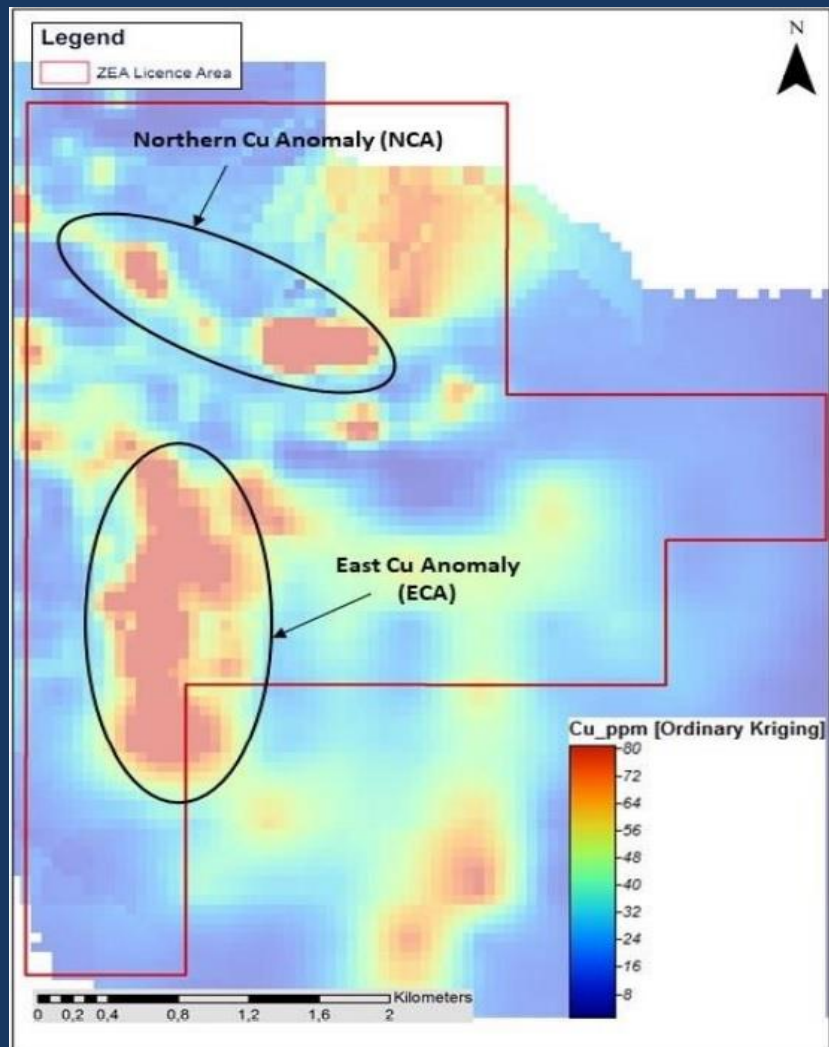 Legend
ZEA Licence Area
N
Northern Cu Anomaly (NCA)
East Cu Anomaly
(ECA)
Cu_ppm [Ordinary Kriging]
80
72
64
56
48
40
32
24
16
8
Kilometers
0 0,2 0,4 0,8 1,2 1,6 2